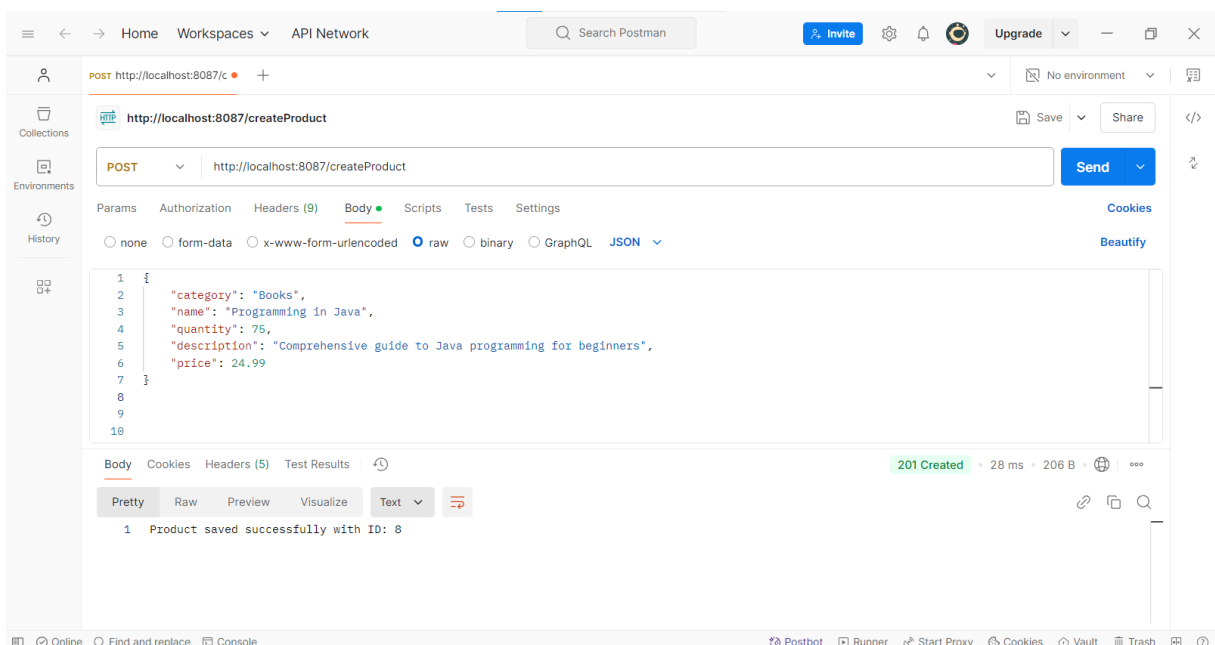 Home Workspaces API Network Search Postman Invite Upgrade
POST http://localhost:8087/c No environment
HTTP http://localhost:8087/createProduct Save Share
Collections
POST http://localhost:8087/createProduct Send
Environments
Params Authorization Headers (9) Body Scripts Tests Settings Cookies
History
none form-data x-www-form-urlencoded raw binary GraphQL JSON Beautify
1 {
2 "category": "Books",
3 "name": "Programming in Java",
4 "quantity": 75,
5 "description": "Comprehensive guide to Java programming for beginners",
6 "price": 24.99
7 }
8
9
10
Body Cookies Headers (5) Test Results 201 Created 28 ms 206 B
Pretty Raw Preview Visualize Text
1 Product saved successfully with ID: 8
Online Find and replace Console Postbot Runner Start Proxy Cookies Vault Trash